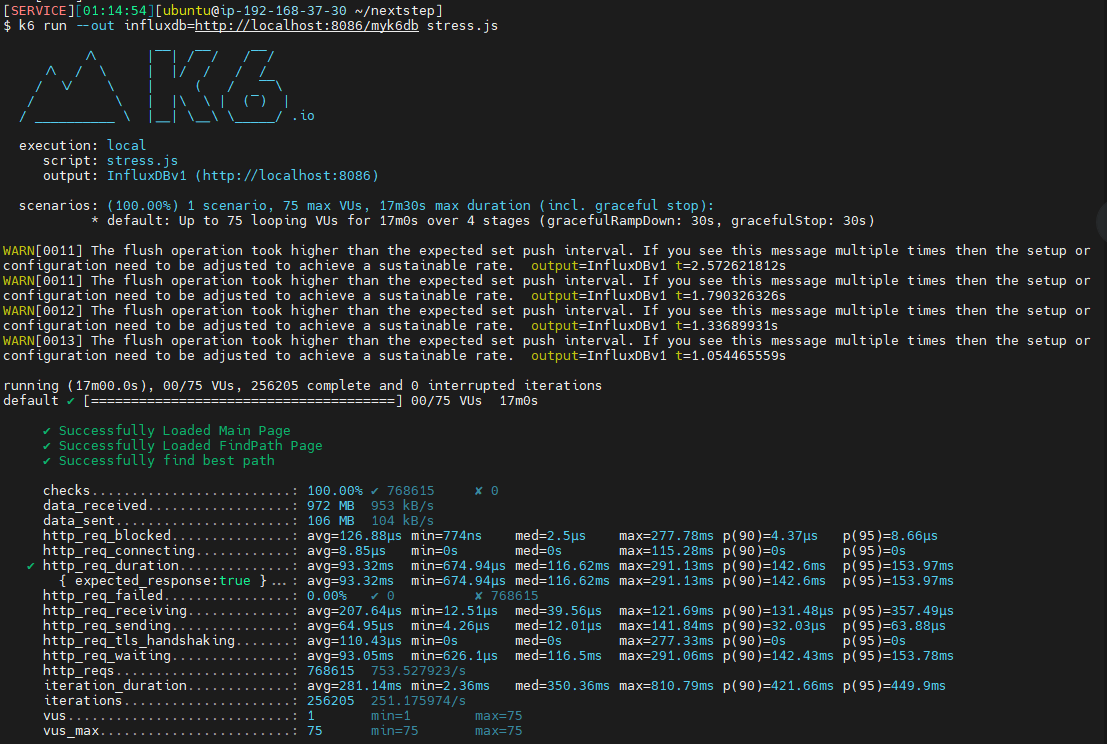 [SERVICE][01:14:54][ubuntu@ip-192-168-37-30 ~/nextstep]
$ k6 run --out influxdb=http://localhost:8086/myk6db stress.js
.io
execution: local
script: stress.js
output: InfluxDBv1 (http://localhost:8086)
scenarios: (100.00%) 1 scenario, 75 max VUs, 17m30s max duration (incl. graceful stop):
* default: Up to 75 looping VUs for 17m0s over 4 stages (gracefulRampDown: 30s, gracefulStop: 30s)
WARN[0011] The flush operation took higher than the expected set push interval. If you see this message multiple times then the setup or
configuration need to be adjusted to achieve a sustainable rate.  output=InfluxDBv1 t=2.572621812s
WARN[0011] The flush operation took higher than the expected set push interval. If you see this message multiple times then the setup or
configuration need to be adjusted to achieve a sustainable rate.  output=InfluxDBv1 t=1.790326326s
WARN[0012] The flush operation took higher than the expected set push interval. If you see this message multiple times then the setup or
configuration need to be adjusted to achieve a sustainable rate.  output=InfluxDBv1 t=1.33689931s
WARN[0013] The flush operation took higher than the expected set push interval. If you see this message multiple times then the setup or
configuration need to be adjusted to achieve a sustainable rate.  output=InfluxDBv1 t=1.054465559s
running (17m00.0s), 00/75 VUs, 256205 complete and 0 interrupted iterations
default ✓ [======================================] 00/75 VUs  17m0s
✓ Successfully Loaded Main Page
✓ Successfully Loaded FindPath Page
✓ Successfully find best path
checks.........................: 100.00% ✓ 768615     ✗ 0
data_received..................: 972 MB  953 kB/s
data_sent......................: 106 MB  104 kB/s
http_req_blocked...............: avg=126.88µs min=774ns    med=2.5µs    max=277.78ms p(90)=4.37µs   p(95)=8.66µs
http_req_connecting............: avg=8.85µs   min=0s       med=0s       max=115.28ms p(90)=0s       p(95)=0s
✓ http_req_duration..............: avg=93.32ms  min=674.94µs med=116.62ms max=291.13ms p(90)=142.6ms  p(95)=153.97ms
{ expected_response:true }...: avg=93.32ms  min=674.94µs med=116.62ms max=291.13ms p(90)=142.6ms  p(95)=153.97ms
http_req_failed................: 0.00%   ✓ 0          ✗ 768615
http_req_receiving.............: avg=207.64µs min=12.51µs  med=39.56µs  max=121.69ms p(90)=131.48µs p(95)=357.49µs
http_req_sending...............: avg=64.95µs  min=4.26µs   med=12.01µs  max=141.84ms p(90)=32.03µs  p(95)=63.88µs
http_req_tls_handshaking.......: avg=110.43µs min=0s       med=0s       max=277.33ms p(90)=0s       p(95)=0s
http_req_waiting...............: avg=93.05ms  min=626.1µs  med=116.5ms  max=291.06ms p(90)=142.43ms p(95)=153.78ms
http_reqs......................: 768615  753.527923/s
iteration_duration.............: avg=281.14ms min=2.36ms   med=350.36ms max=810.79ms p(90)=421.66ms p(95)=449.9ms
iterations.....................: 256205  251.175974/s
vus............................: 1       min=1        max=75
vus_max........................: 75      min=75       max=75